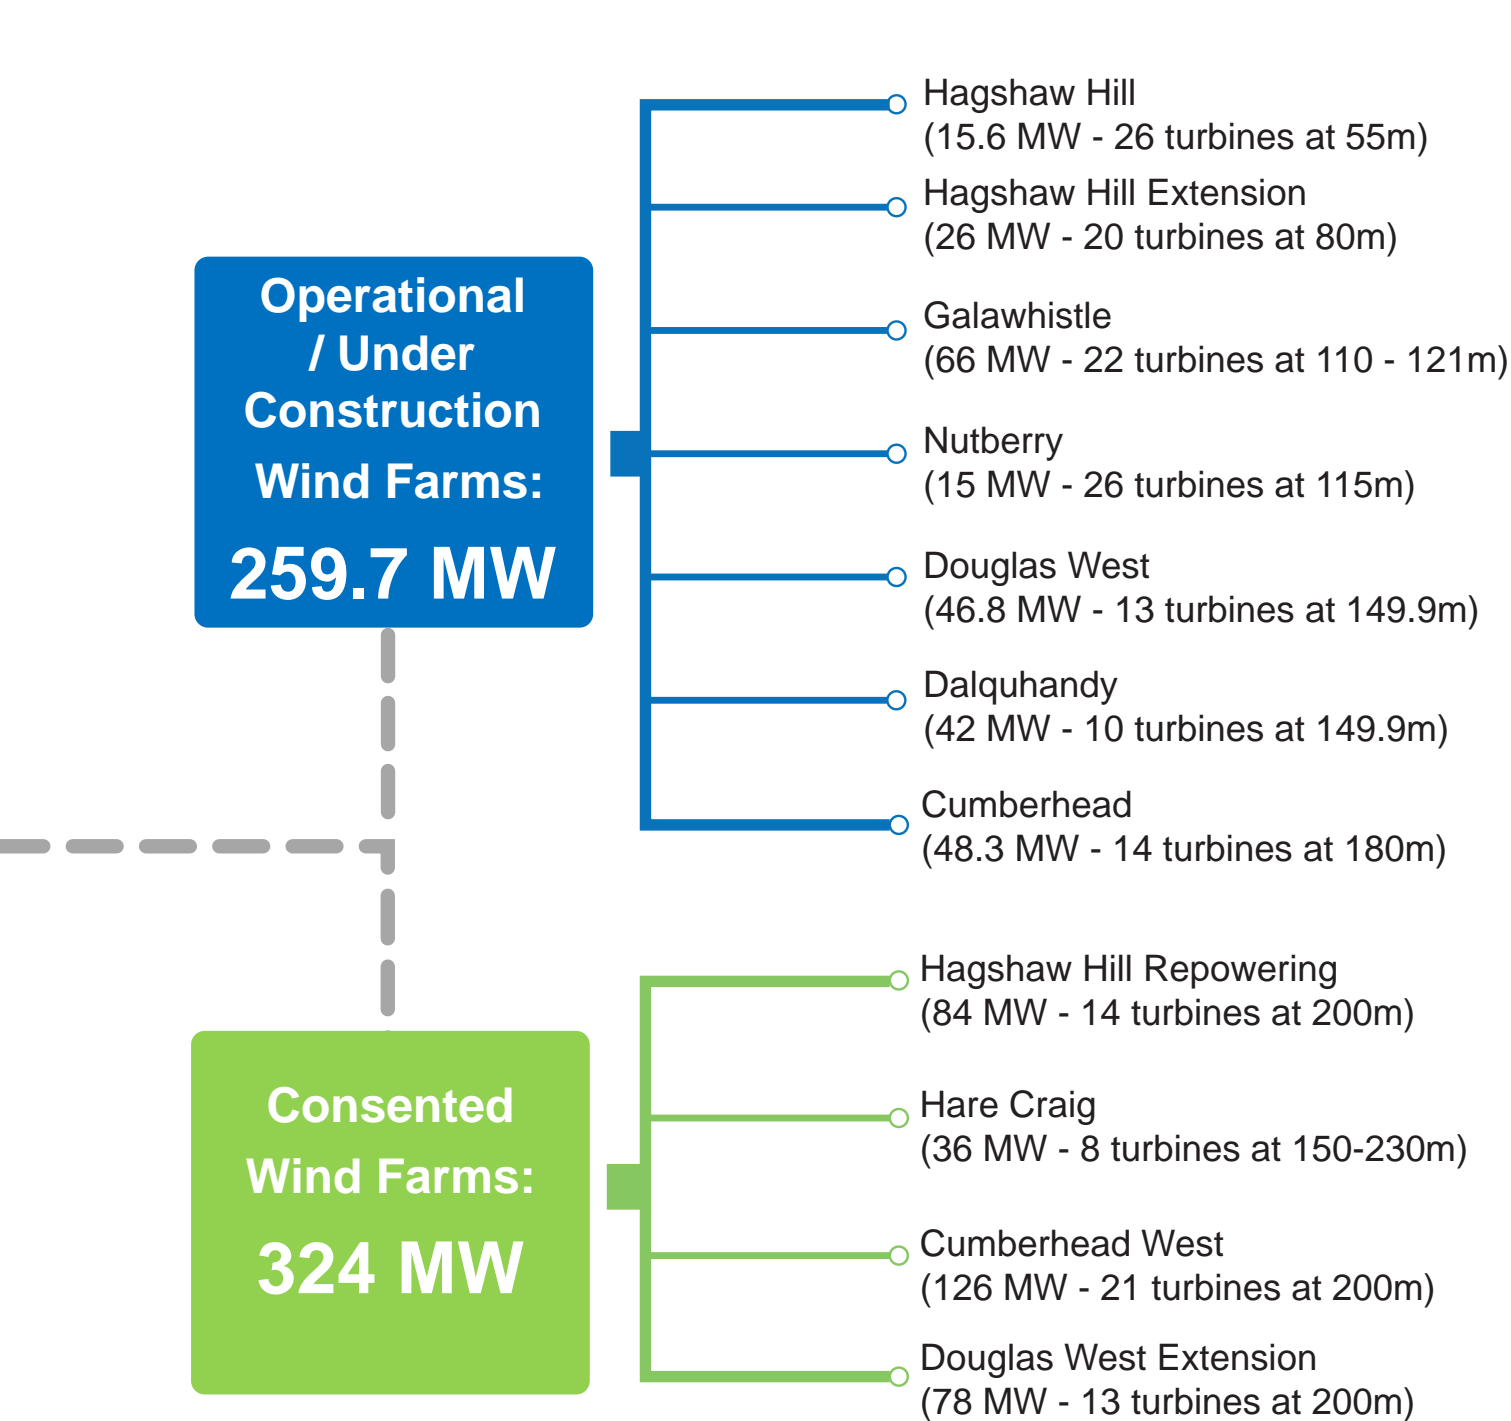 Operational
/ Under
Construction
Wind Farms:
259.7 MW
Hagshaw Hill
(15.6 MW - 26 turbines at 55m)
Hagshaw Hill Extension
(26 MW - 20 turbines at 80m)
Galawhistle
(66 MW - 22 turbines at 110 - 121m)
Nutberry
(15 MW - 26 turbines at 115m)
Douglas West
(46.8 MW - 13 turbines at 149.9m)
Dalquhandy
(42 MW - 10 turbines at 149.9m)
Cumberhead
(48.3 MW - 14 turbines at 180m)
Consented
Wind Farms:
324 MW
Hagshaw Hill Repowering
(84 MW - 14 turbines at 200m)
Hare Craig
(36 MW - 8 turbines at 150-230m)
Cumberhead West
(126 MW - 21 turbines at 200m)
Douglas West Extension
(78 MW - 13 turbines at 200m)